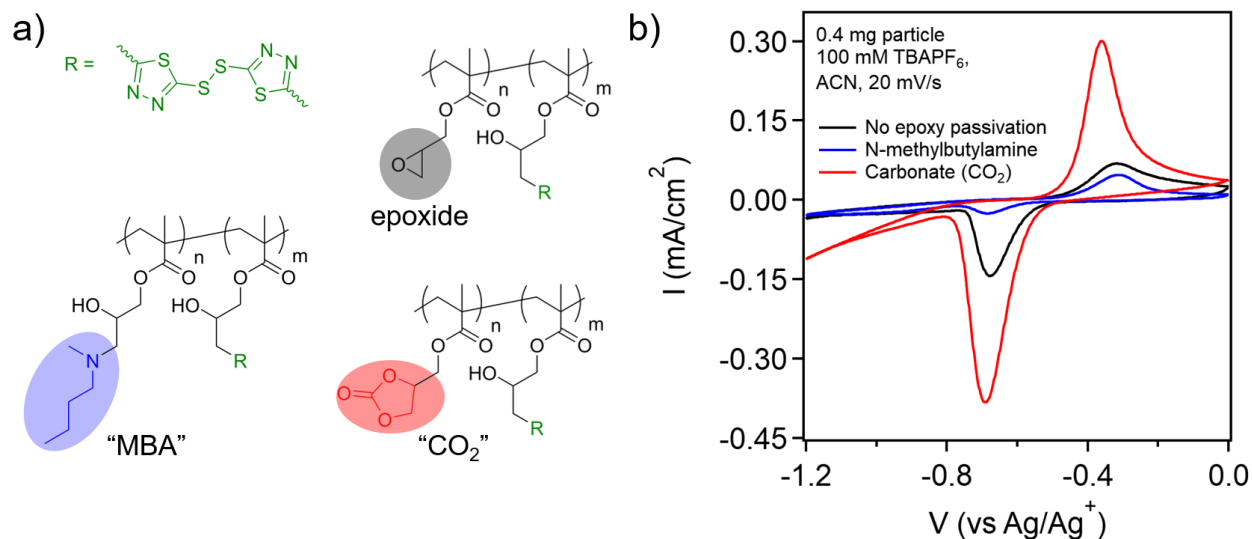 a)
R =
S
N N
S
S
N N
S
n
m
O
O
O
O
HO
O
R
epoxide
n
m
O
O
O
O
HO
HO
N
R
“MBA”
n
m
O
O
O
O
HO
O
O
O
R
“CO2”
b)
0.4 mg particle
100 mM TBAPF6,
ACN, 20 mV/s
No epoxy passivation
N-methylbutylamine
Carbonate (CO2)
I (mA/cm2)
0.30
0.15
0.00
-0.15
-0.30
-0.45
-1.2
-0.8
-0.4
0.0
V (vs Ag/Ag+)